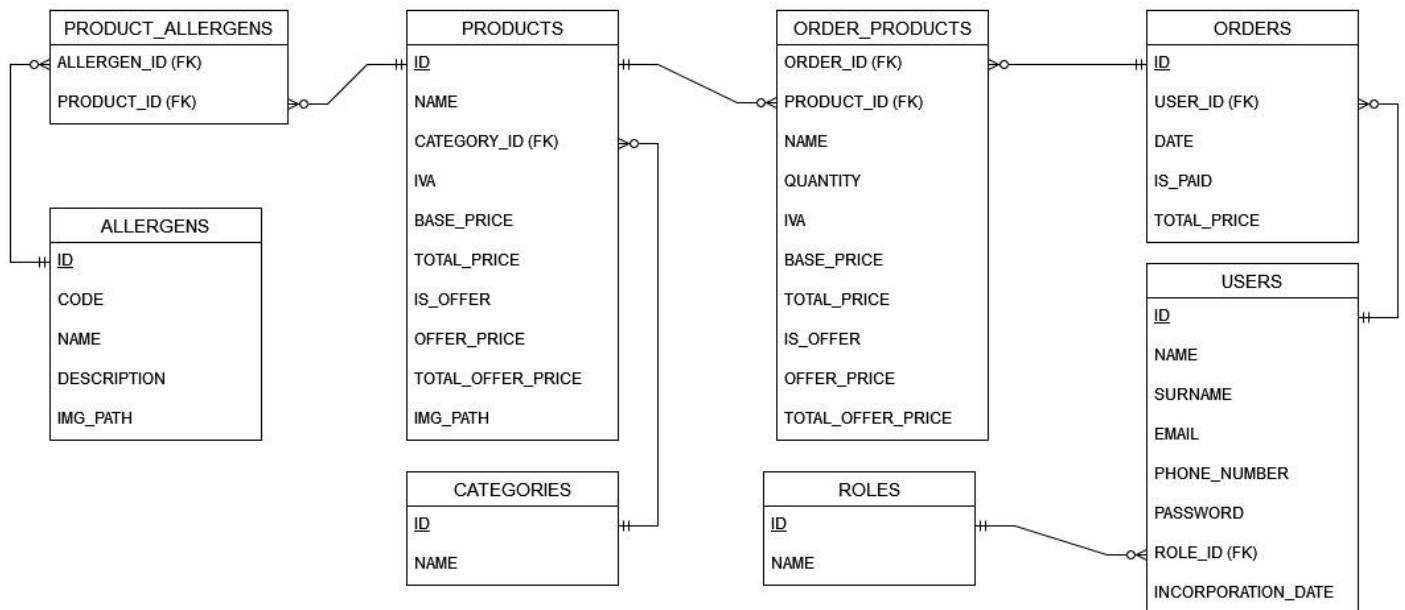 PRODUCT_ALLERGENS
ALLERGEN_ID (FK)
PRODUCT_ID (FK)
ALLERGENS
ID
CODE
NAME
DESCRIPTION
IMG_PATH
PRODUCTS
ID
NAME
CATEGORY_ID (FK)
IVA
BASE_PRICE
TOTAL_PRICE
IS_OFFER
OFFER_PRICE
TOTAL_OFFER_PRICE
IMG_PATH
CATEGORIES
ID
NAME
ORDER_PRODUCTS
ORDER_ID (FK)
PRODUCT_ID (FK)
NAME
QUANTITY
IVA
BASE_PRICE
TOTAL_PRICE
IS_OFFER
OFFER_PRICE
TOTAL_OFFER_PRICE
ROLES
ID
NAME
ORDERS
ID
USER_ID (FK)
DATE
IS_PAID
TOTAL_PRICE
USERS
ID
NAME
SURNAME
EMAIL
PHONE_NUMBER
PASSWORD
ROLE_ID (FK)
INCORPORATION_DATE